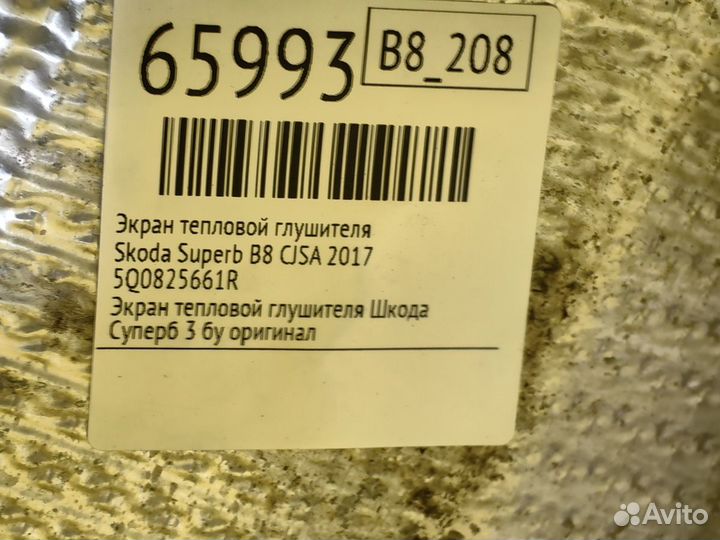 65993
B8_208
Экран тепловой глушителя
Skoda Superb B8 CJSA 2017
5Q0825661R
Экран тепловой глушителя Шкода
Суперб 3 бу оригинал
Avito